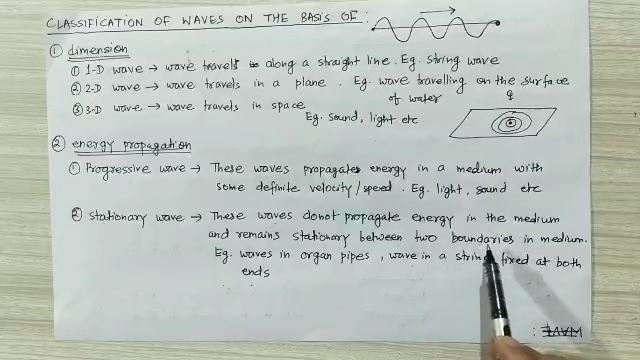 CLASSIFICATION OF WAVES ON THE BASIS OF :
① dimension
① 1-D wave → wave travels along a straight line. Eg. String wave
② 2-D wave → wave travels in a plane. Eg. wave travelling on the surface
of water
③ 3-D wave → wave travels in space
Eg. Sound, light etc
② energy propagation
① Progressive wave → These waves propagates energy in a medium with
some definite velocity/speed. Eg. light, sound etc
② Stationary wave → These waves donot propagate energy in the medium
and remains stationary between two boundaries in medium.
Eg. waves in organ pipes, wave in a string fixed at both
ends